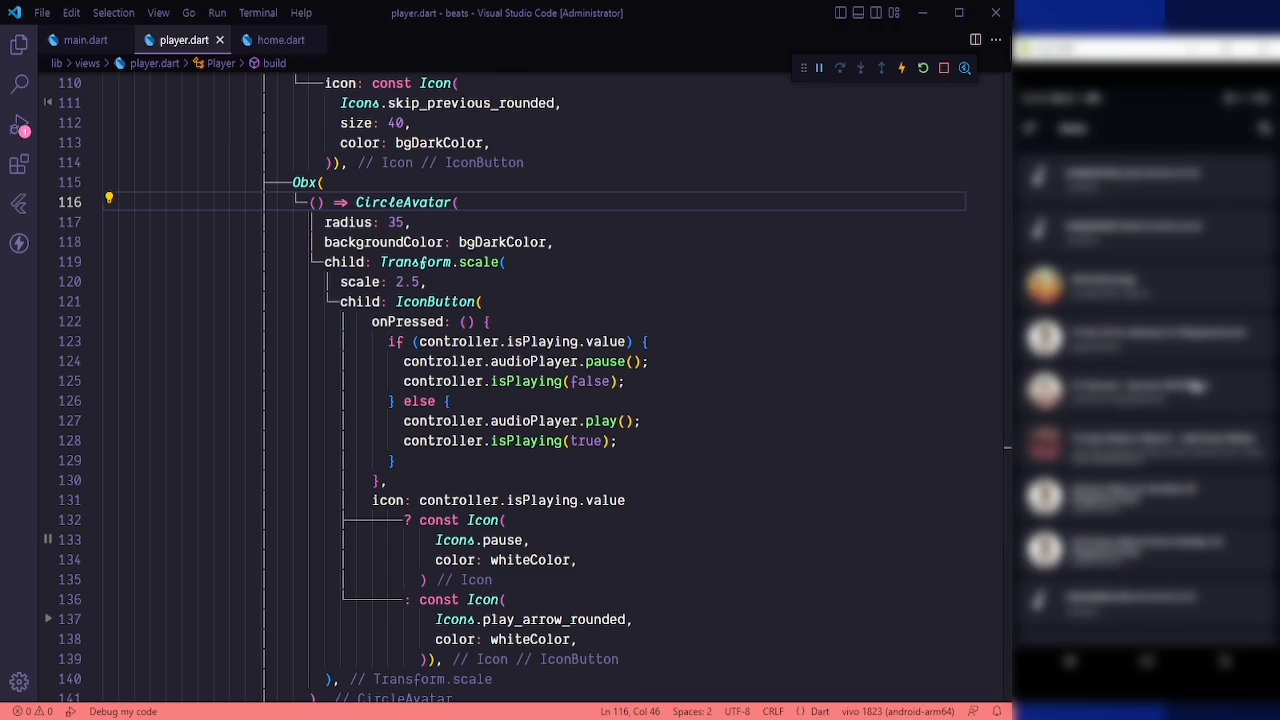 File Edit Selection View Go Run Terminal Help
player.dart - beats - Visual Studio Code [Administrator]
main.dart player.dart home.dart
lib > views > player.dart > Player > build
110 icon: const Icon(
111 Icons.skip_previous_rounded,
112 size: 40,
113 color: bgDarkColor,
114 )), // Icon // IconButton
115 Obx(
116 () => CircleAvatar(
117 radius: 35,
118 backgroundColor: bgDarkColor,
119 child: Transform.scale(
120 scale: 2.5,
121 child: IconButton(
122 onPressed: () {
123 if (controller.isPlaying.value) {
124 controller.audioPlayer.pause();
125 controller.isPlaying(false);
126 } else {
127 controller.audioPlayer.play();
128 controller.isPlaying(true);
129 }
130 },
131 icon: controller.isPlaying.value
132 ? const Icon(
133 Icons.pause,
134 color: whiteColor,
135 ) // Icon
136 : const Icon(
137 Icons.play_arrow_rounded,
138 color: whiteColor,
139 )), // Icon // IconButton
140 ), // Transform.scale
141 ) // CircleAvatar
1
0 0 Debug my code Ln 116, Col 46 Spaces: 2 UTF-8 CRLF { } Dart vivo 1823 (android-arm64)